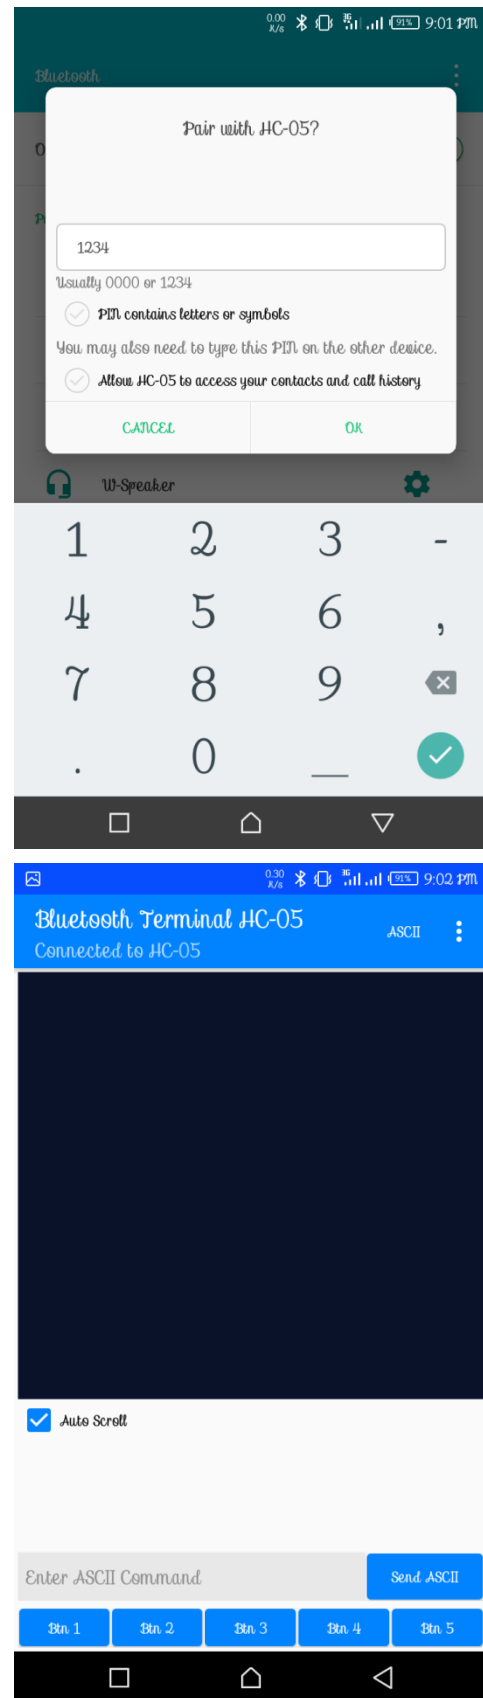 0.00 K/s 3G 91% 9:01 PM
Bluetooth
Pair with HC-05?
O
P
1234
Usually 0000 or 1234
PIN contains letters or symbols
You may also need to type this PIN on the other device.
Allow HC-05 to access your contacts and call history
CANCEL OK
W-Speaker
1 2 3 -
4 5 6 ,
7 8 9
. 0 _
0.30 K/s 3G 91% 9:02 PM
Bluetooth Terminal HC-05
ASCII
Connected to HC-05
Auto Scroll
Enter ASCII Command Send ASCII
Btn 1 Btn 2 Btn 3 Btn 4 Btn 5